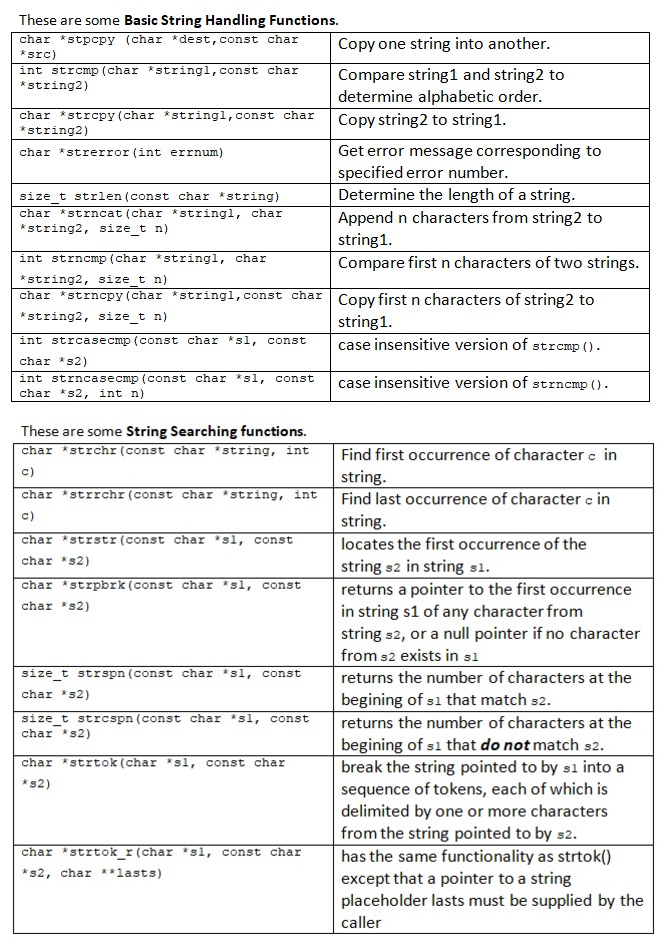 These are some Basic String Handling Functions.
char *stpcpy (char *dest,const char
*src)
Copy one string into another.
int strcmp(char *string1,const char
*string2)
Compare string1 and string2 to
determine alphabetic order.
char *strcpy(char *string1,const char
*string2)
Copy string2 to string1.
char *strerror(int errnum)
Get error message corresponding to
specified error number.
size_t strlen(const char *string)
Determine the length of a string.
char *strncat(char *string1, char
*string2, size_t n)
Append n characters from string2 to
string1.
int strncmp(char *string1, char
*string2, size_t n)
Compare first n characters of two strings.
char *strncpy(char *string1,const char
*string2, size_t n)
Copy first n characters of string2 to
string1.
int strcasecmp(const char *s1, const
char *s2)
case insensitive version of strcmp().
int strncasecmp(const char *s1, const
char *s2, int n)
case insensitive version of strncmp().
These are some String Searching functions.
char *strchr(const char *string, int
c)
Find first occurrence of character c in
string.
char *strrchr(const char *string, int
c)
Find last occurrence of character c in
string.
char *strstr(const char *s1, const
char *s2)
locates the first occurrence of the
string s2 in string s1.
char *strpbrk(const char *s1, const
char *s2)
returns a pointer to the first occurrence
in string s1 of any character from
string s2, or a null pointer if no character
from s2 exists in s1
size_t strspn(const char *s1, const
char *s2)
returns the number of characters at the
begining of s1 that match s2.
size_t strcspn(const char *s1, const
char *s2)
returns the number of characters at the
begining of s1 that do not match s2.
char *strtok(char *s1, const char
*s2)
break the string pointed to by s1 into a
sequence of tokens, each of which is
delimited by one or more characters
from the string pointed to by s2.
char *strtok_r(char *s1, const char
*s2, char **lasts)
has the same functionality as strtok()
except that a pointer to a string
placeholder lasts must be supplied by the
caller